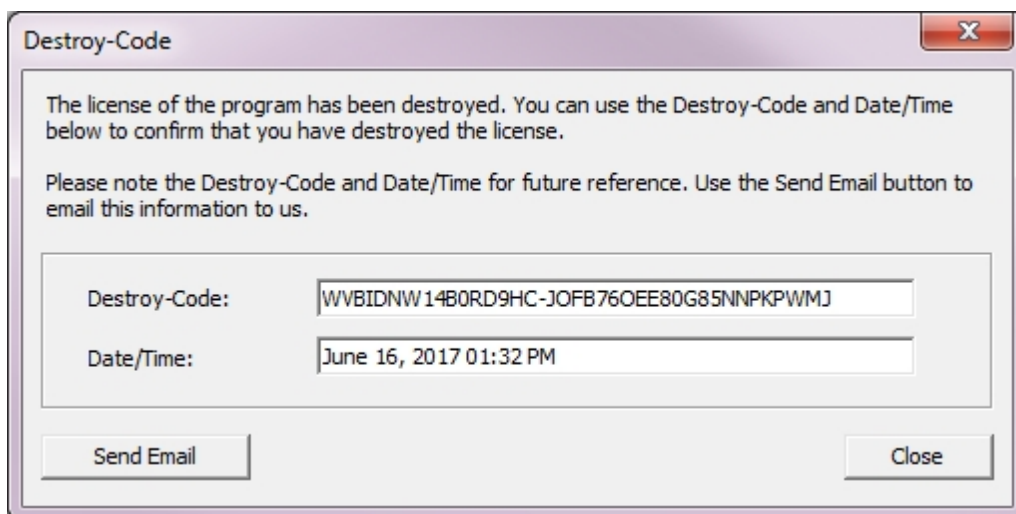 Destroy-Code
The license of the program has been destroyed. You can use the Destroy-Code and Date/Time
below to confirm that you have destroyed the license.
Please note the Destroy-Code and Date/Time for future reference. Use the Send Email button to
email this information to us.
Destroy-Code: WVBIDNW14B0RD9HC-JOFB76OEE80G85NNPKPWMJ
Date/Time: June 16, 2017 01:32 PM
Send Email Close